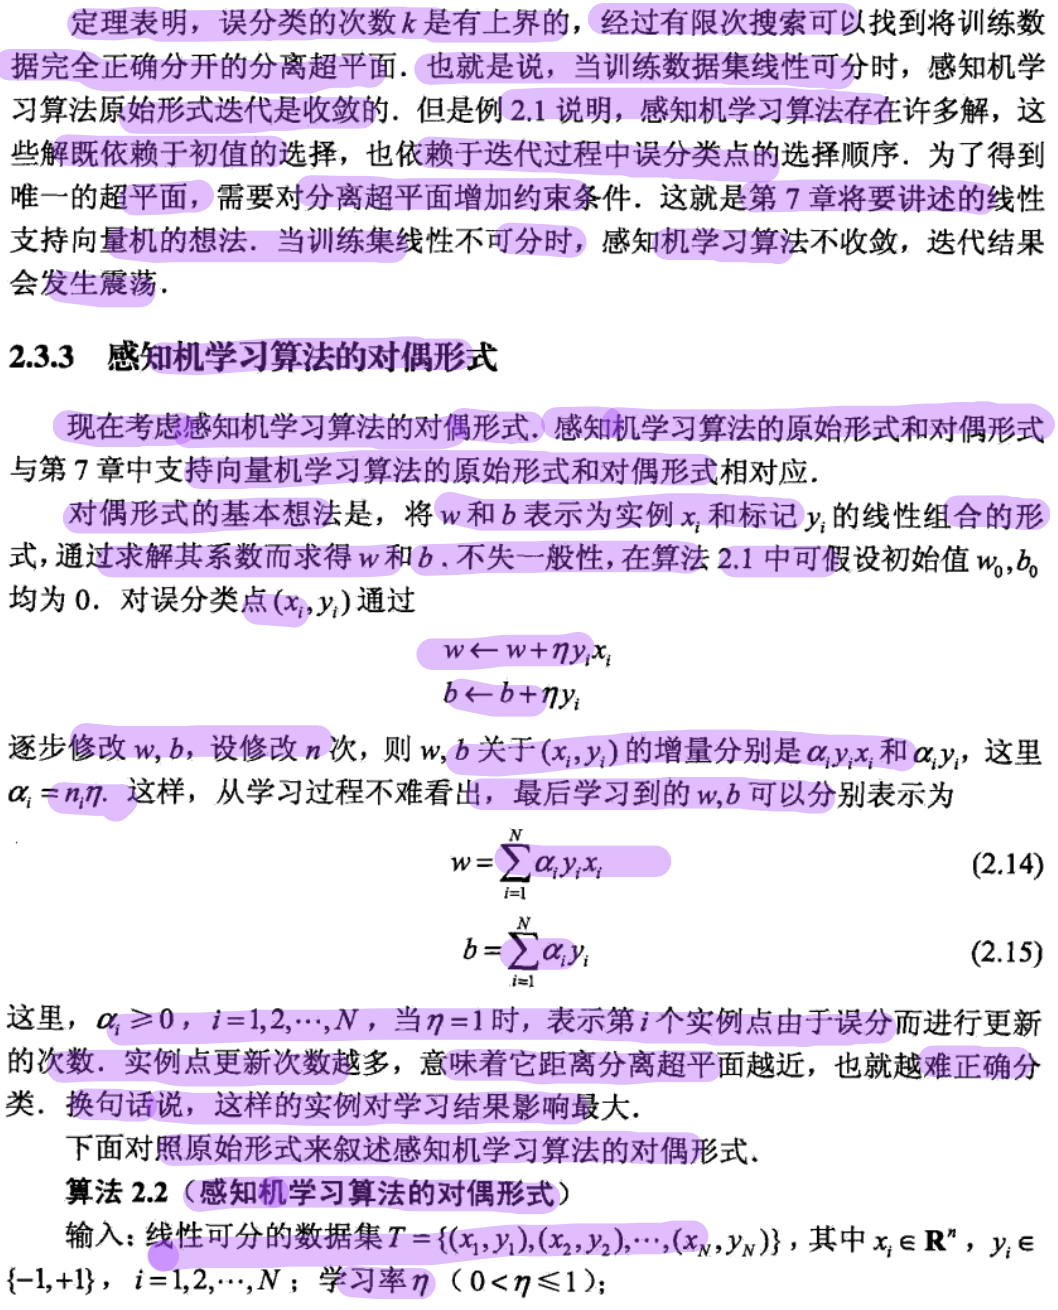 定理表明，误分类的次数 k 是有上界的，经过有限次搜索可以找到将训练数
据完全正确分开的分离超平面．也就是说，当训练数据集线性可分时，感知机学
习算法原始形式迭代是收敛的．但是例 2.1 说明，感知机学习算法存在许多解，这
些解既依赖于初值的选择，也依赖于迭代过程中误分类点的选择顺序．为了得到
唯一的超平面，需要对分离超平面增加约束条件．这就是第 7 章将要讲述的线性
支持向量机的想法．当训练集线性不可分时，感知机学习算法不收敛，迭代结果
会发生震荡．
2.3.3 感知机学习算法的对偶形式
现在考虑感知机学习算法的对偶形式．感知机学习算法的原始形式和对偶形式
与第 7 章中支持向量机学习算法的原始形式和对偶形式相对应．
对偶形式的基本想法是，将 w 和 b 表示为实例 x_i 和标记 y_i 的线性组合的形
式，通过求解其系数而求得 w 和 b．不失一般性，在算法 2.1 中可假设初始值 w_0, b_0
均为 0．对误分类点 (x_i, y_i) 通过
w ← w + ηy_i x_i
b ← b + ηy_i
逐步修改 w, b，设修改 n 次，则 w, b 关于 (x_i, y_i) 的增量分别是 α_i y_i x_i 和 α_i y_i，这里
α_i = n_i η．这样，从学习过程不难看出，最后学习到的 w,b 可以分别表示为
w = ∑_{i=1}^{N} α_i y_i x_i (2.14)
b = ∑_{i=1}^{N} α_i y_i (2.15)
这里，α_i ≥ 0，i=1,2,⋯,N，当 η=1 时，表示第 i 个实例点由于误分而进行更新
的次数．实例点更新次数越多，意味着它距离分离超平面越近，也就越难正确分
类．换句话说，这样的实例对学习结果影响最大．
下面对照原始形式来叙述感知机学习算法的对偶形式．
算法 2.2（感知机学习算法的对偶形式）
输入：线性可分的数据集 T = {(x_1, y_1), (x_2, y_2), ⋯, (x_N, y_N)}，其中 x_i ∈ R^n，y_i ∈
{−1,+1}，i=1,2,⋯,N；学习率 η（0<η≤1）；